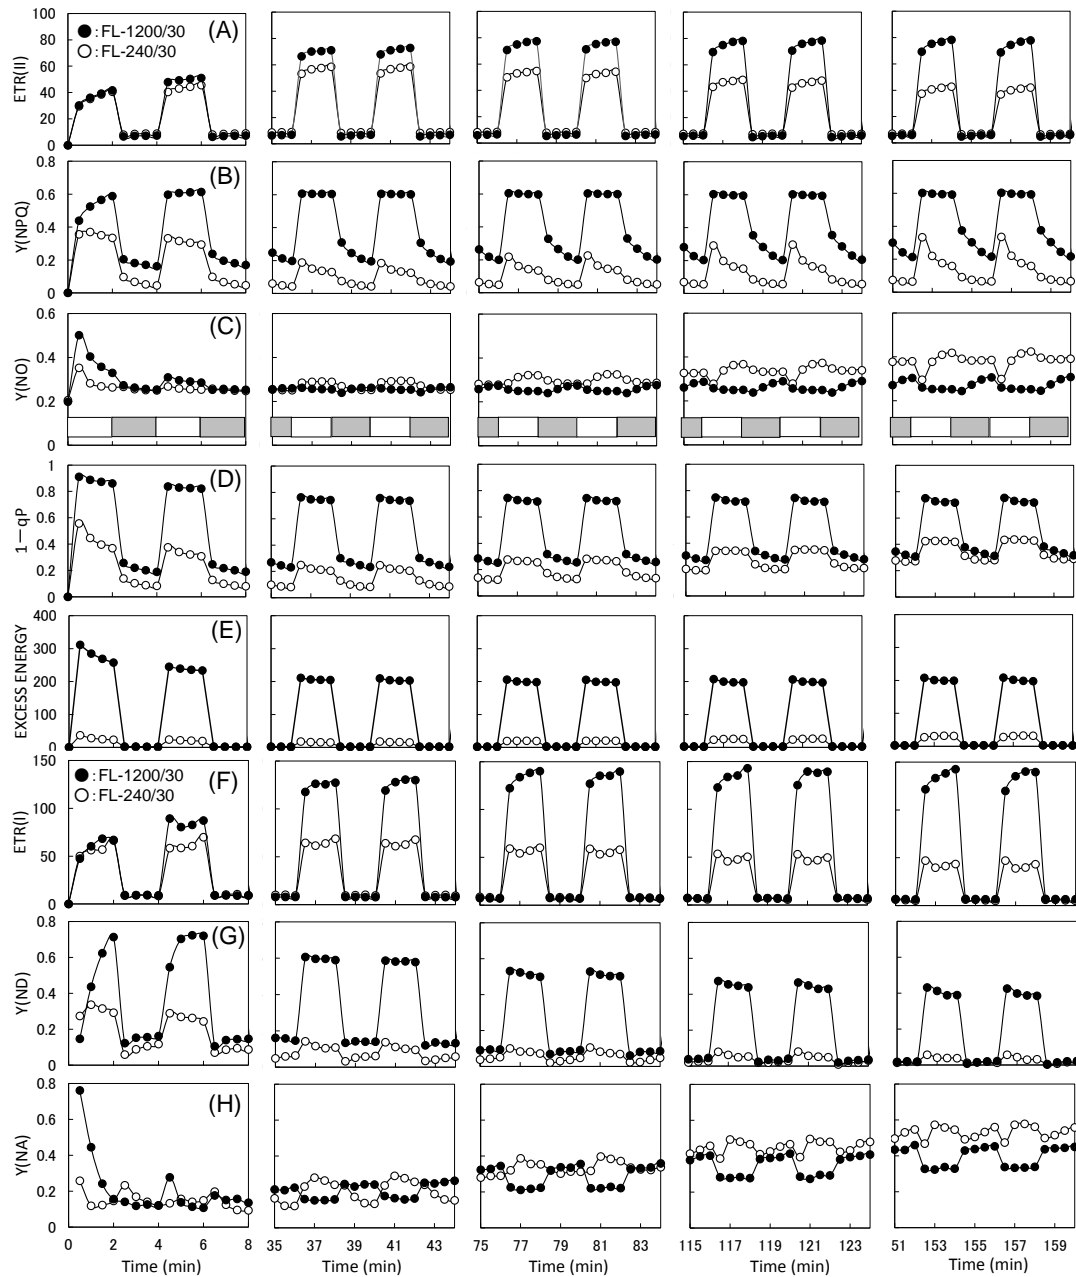 100
80
60
40
20
0
ETR(II)
●: FL-1200/30
○: FL-240/30
(A)
0.8
0.6
0.4
0.2
0
Y(NPQ)
(B)
0.6
0.4
0.2
0
Y(NO)
(C)
1
0.8
0.6
0.4
0.2
0
1−qP
(D)
400
300
200
100
0
EXCESS ENERGY
(E)
150
100
50
0
ETR(I)
●: FL-1200/30
○: FL-240/30
(F)
0.8
0.6
0.4
0.2
0
Y(ND)
(G)
0.8
0.6
0.4
0.2
0
Y(NA)
(H)
0 2 4 6 8
35 37 39 41 43
75 77 79 81 83
115 117 119 121 123
51 153 155 157 159
Time (min) Time (min) Time (min) Time (min) Time (min)